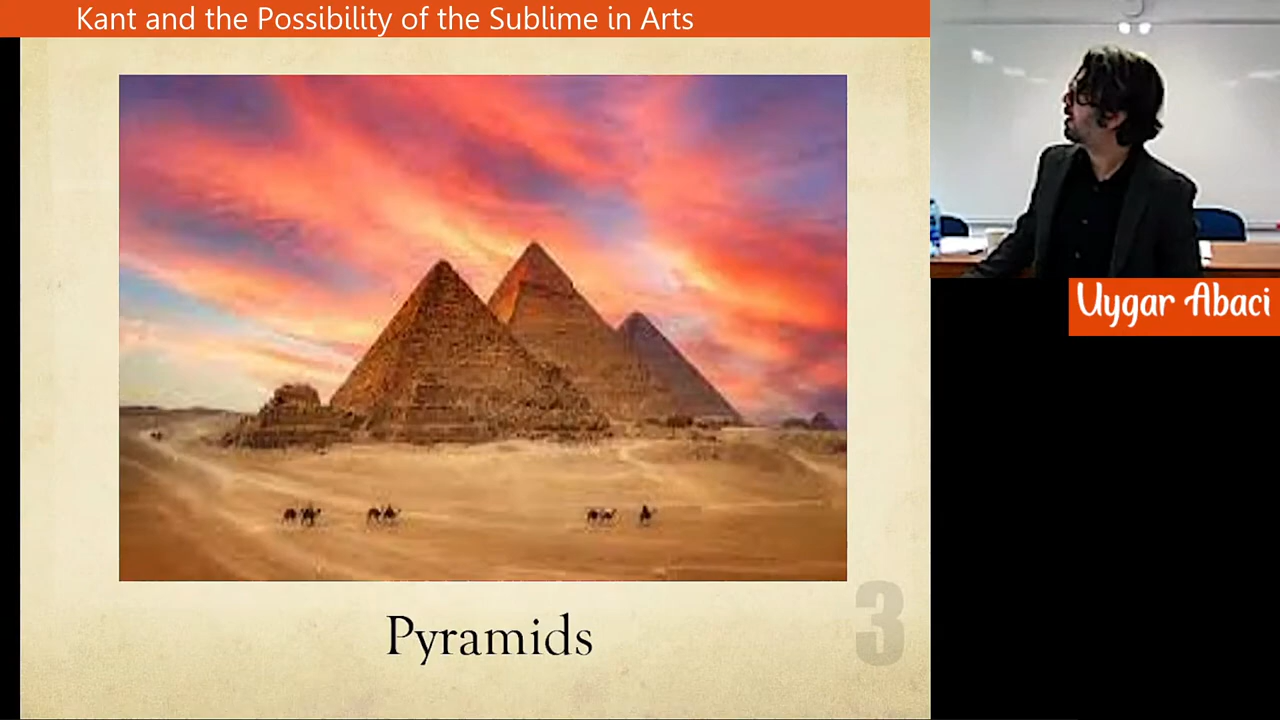 Kant and the Possibility of the Sublime in Arts
Uygar Abaci
Pyramids
3